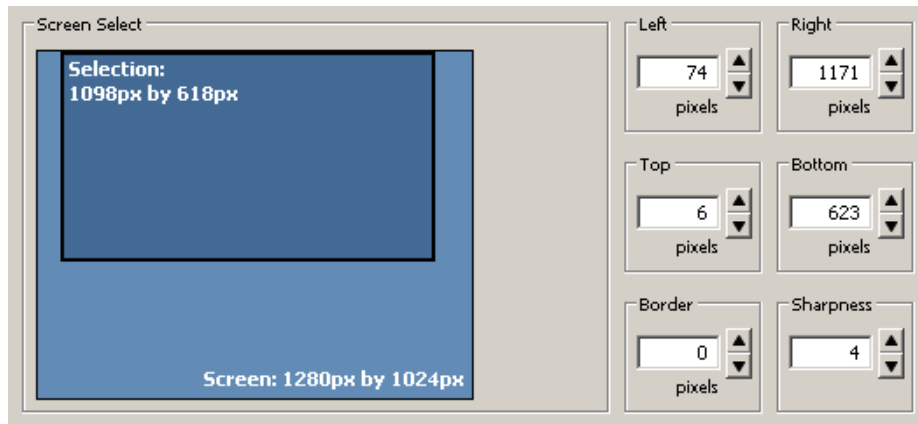 Screen Select
Selection:
1098px by 618px
Screen: 1280px by 1024px
Left
74
pixels
Right
1171
pixels
Top
6
pixels
Bottom
623
pixels
Border
0
pixels
Sharpness
4